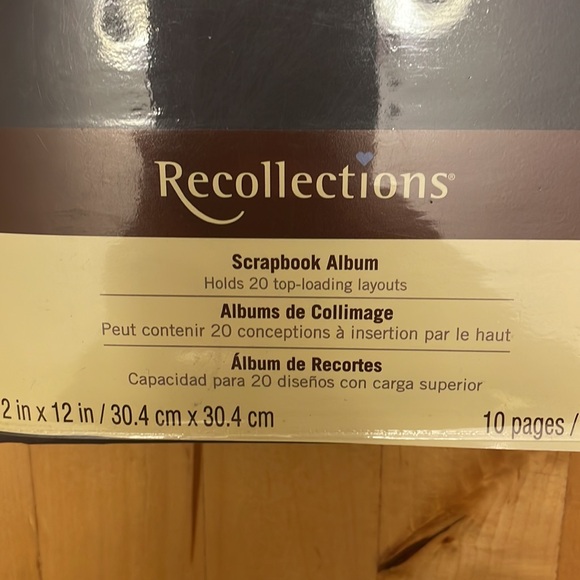 Recollections®
Scrapbook Album
Holds 20 top-loading layouts
Albums de Collimage
Peut contenir 20 conceptions à insertion par le haut
Álbum de Recortes
Capacidad para 20 diseños con carga superior
2 in x 12 in / 30.4 cm x 30.4 cm
10 pages /